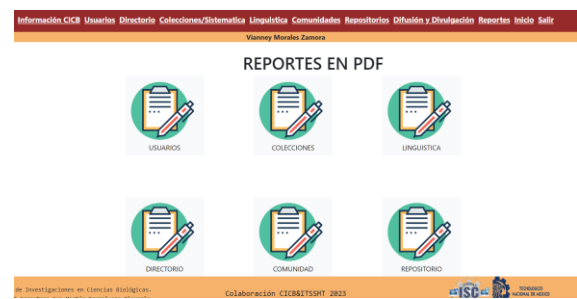 Información CICB Usuarios Directorio Colecciones/Sistematica Linguistica Comunidades Repositorios Difusión y Divulgación Reportes Inicio Salir
Vianney Morales Zamora
REPORTES EN PDF
USUARIOS COLECCIONES LINGUISTICA
DIRECTORIO COMUNIDAD REPOSITORIO
de Investigaciones en Ciencias Biológicas.
Colaboración CICB&ITSSMT 2023
ISC
TECNOLÓGICO
NACIONAL DE MÉXICO